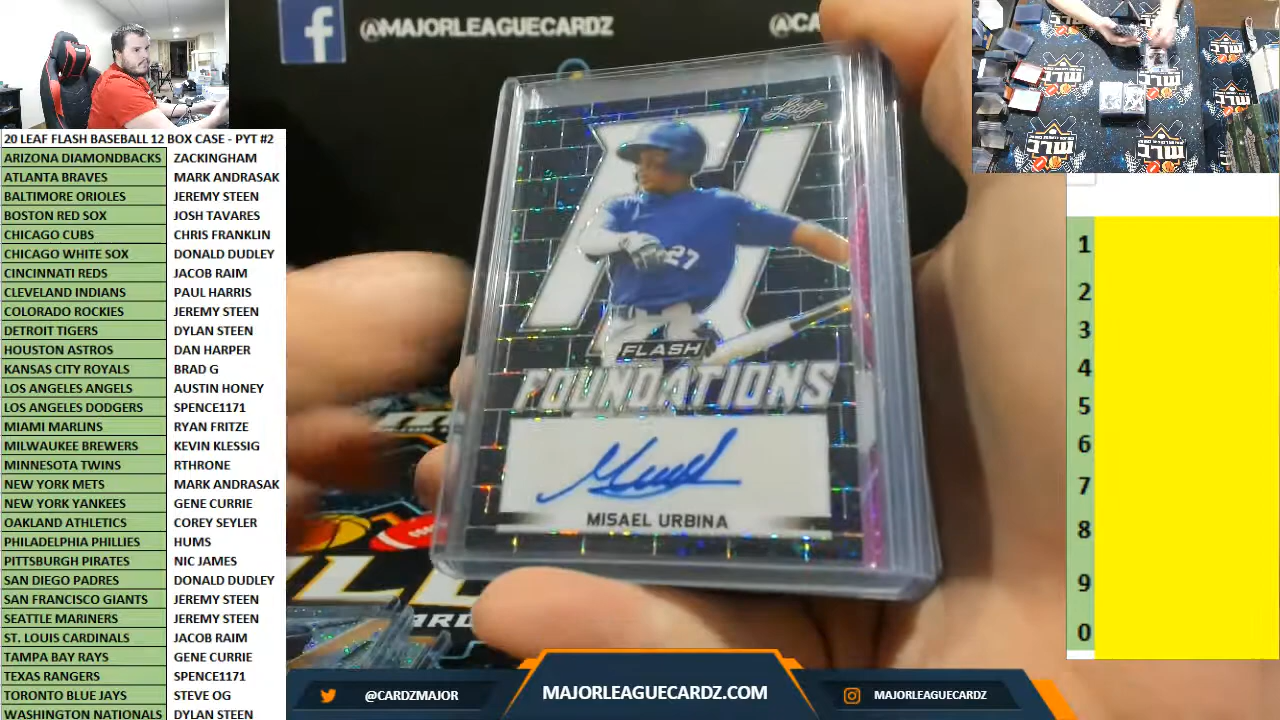 @MAJORLEAGUECARDZ
@CA
20 LEAF FLASH BASEBALL 12 BOX CASE - PYT #2
ARIZONA DIAMONDBACKS ZACKINGHAM
ATLANTA BRAVES MARK ANDRASAK
BALTIMORE ORIOLES JEREMY STEEN
BOSTON RED SOX JOSH TAVARES
CHICAGO CUBS CHRIS FRANKLIN
CHICAGO WHITE SOX DONALD DUDLEY
CINCINNATI REDS JACOB RAIM
CLEVELAND INDIANS PAUL HARRIS
COLORADO ROCKIES JEREMY STEEN
DETROIT TIGERS DYLAN STEEN
HOUSTON ASTROS DAN HARPER
KANSAS CITY ROYALS BRAD G
LOS ANGELES ANGELS AUSTIN HONEY
LOS ANGELES DODGERS SPENCE1171
MIAMI MARLINS RYAN FRITZE
MILWAUKEE BREWERS KEVIN KLESSIG
MINNESOTA TWINS RTHRONE
NEW YORK METS MARK ANDRASAK
NEW YORK YANKEES GENE CURRIE
OAKLAND ATHLETICS COREY SEYLER
PHILADELPHIA PHILLIES HUMS
PITTSBURGH PIRATES NIC JAMES
SAN DIEGO PADRES DONALD DUDLEY
SAN FRANCISCO GIANTS JEREMY STEEN
SEATTLE MARINERS JEREMY STEEN
ST. LOUIS CARDINALS JACOB RAIM
TAMPA BAY RAYS GENE CURRIE
TEXAS RANGERS SPENCE1171
TORONTO BLUE JAYS STEVE OG
WASHINGTON NATIONALS DYLAN STEEN
Leaf
27
FLASH
FOUNDATIONS
MISAEL URBINA
1
2
3
4
5
6
7
8
9
0
@CARDZMAJOR
MAJORLEAGUECARDZ.COM
MAJORLEAGUECARDZ